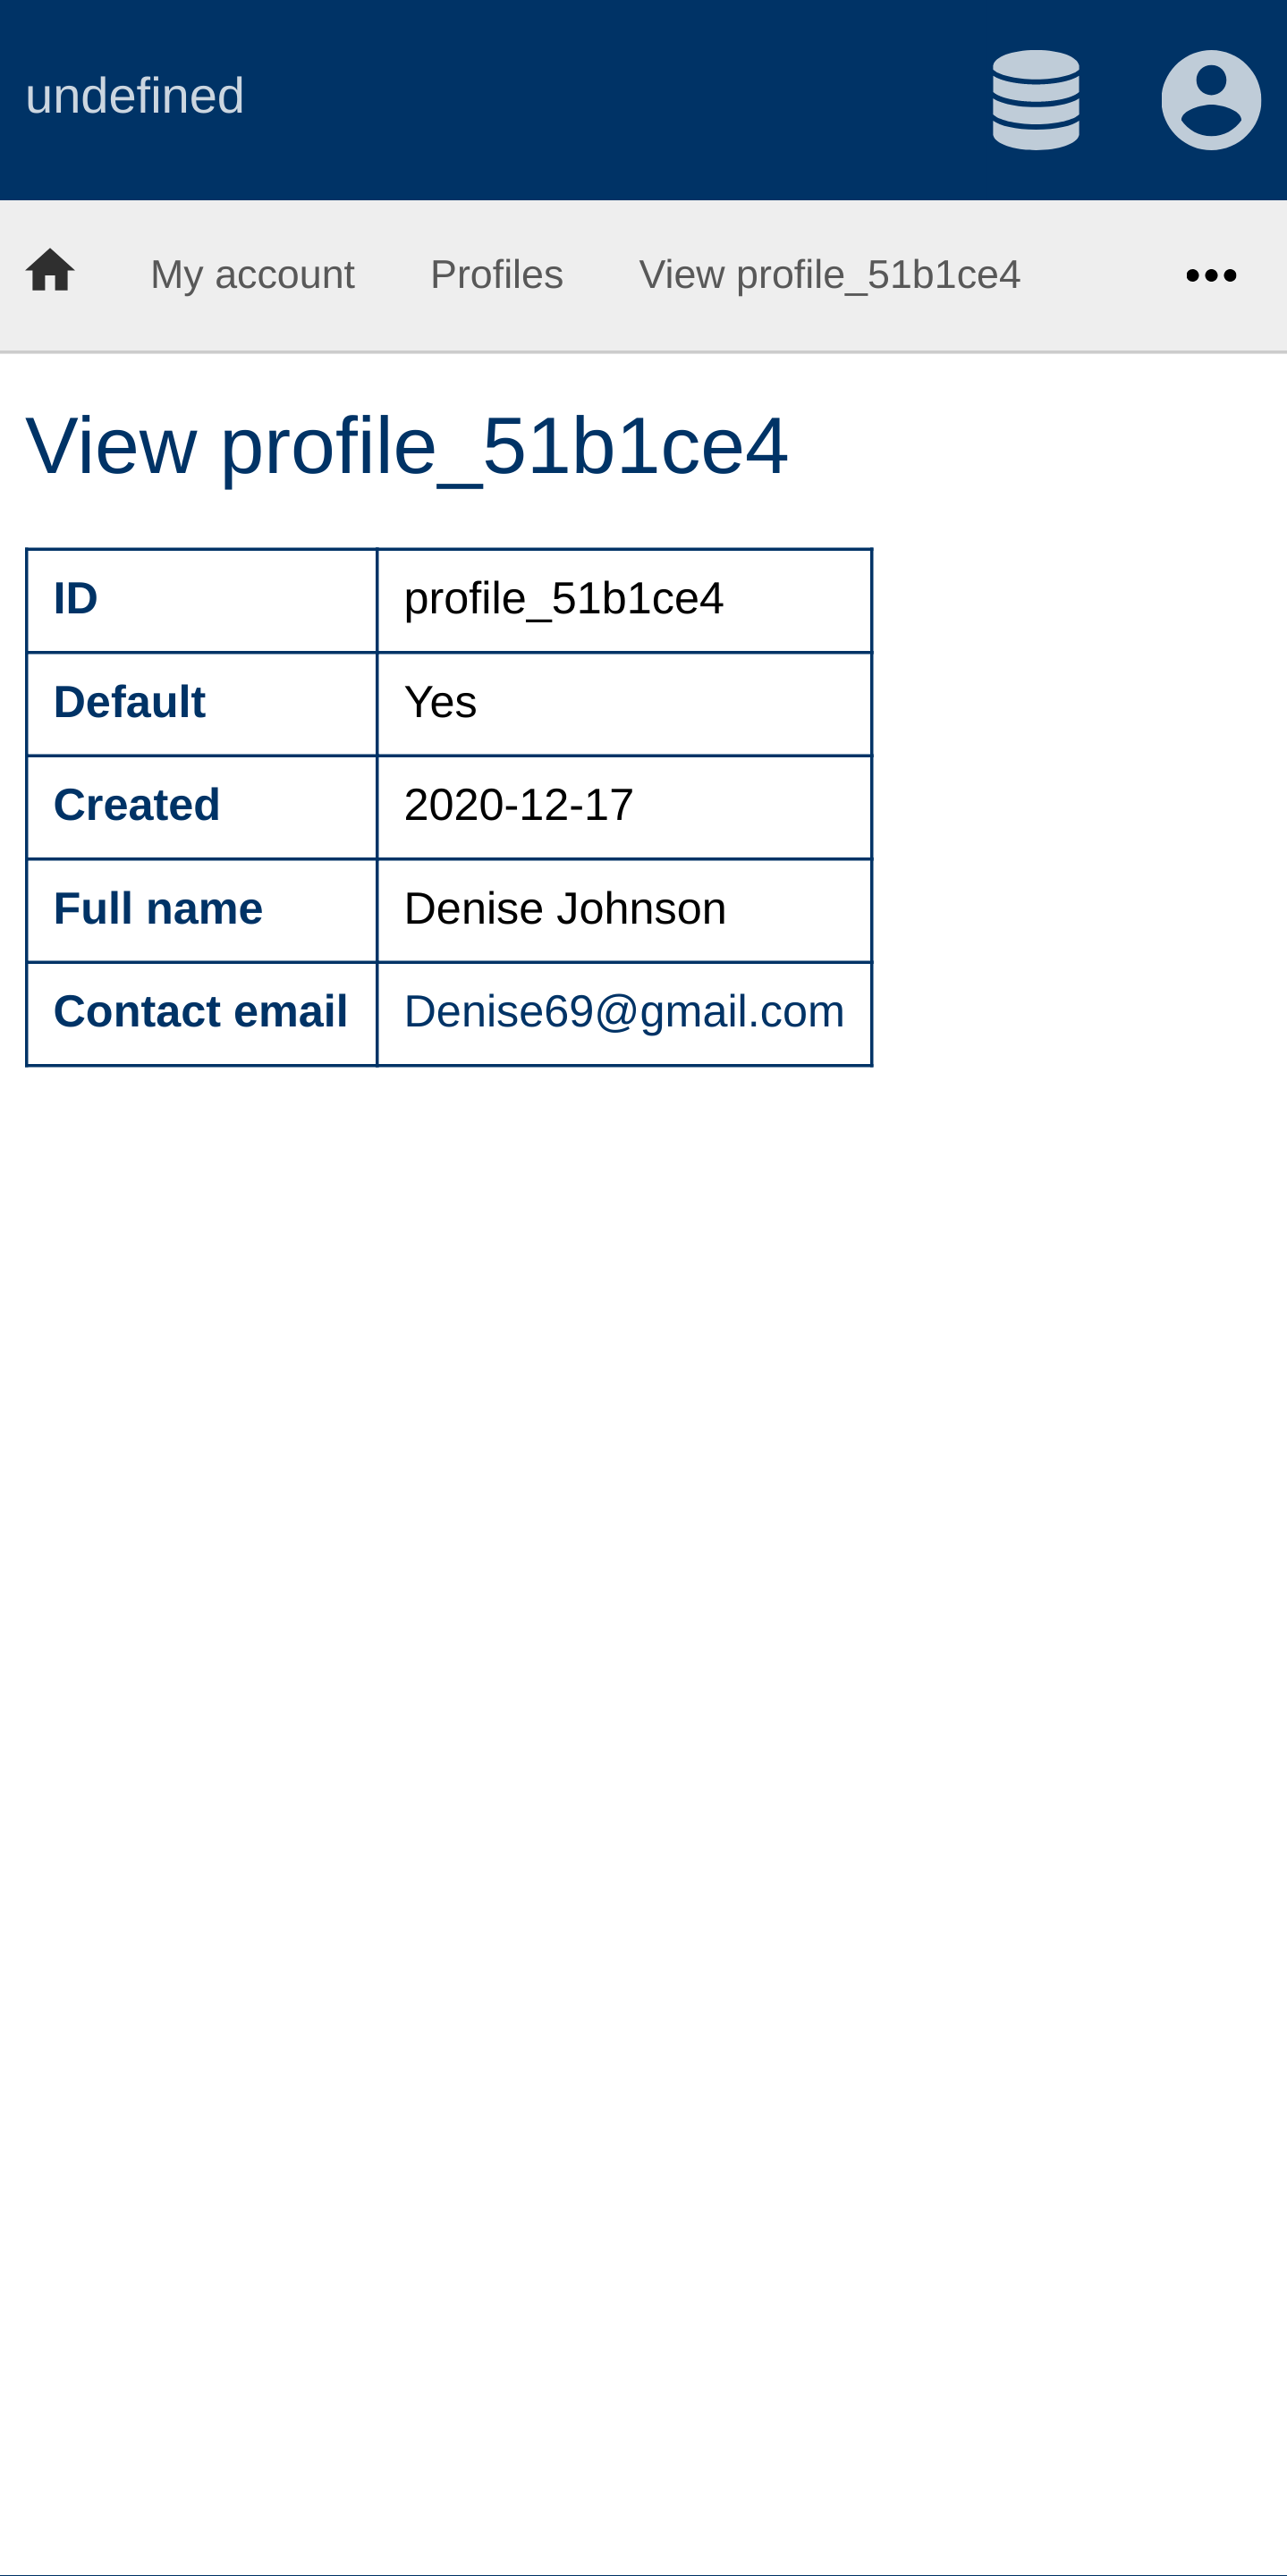 undefined
My account Profiles View profile_51b1ce4
View profile_51b1ce4
ID profile_51b1ce4
Default Yes
Created 2020-12-17
Full name Denise Johnson
Contact email Denise69@gmail.com